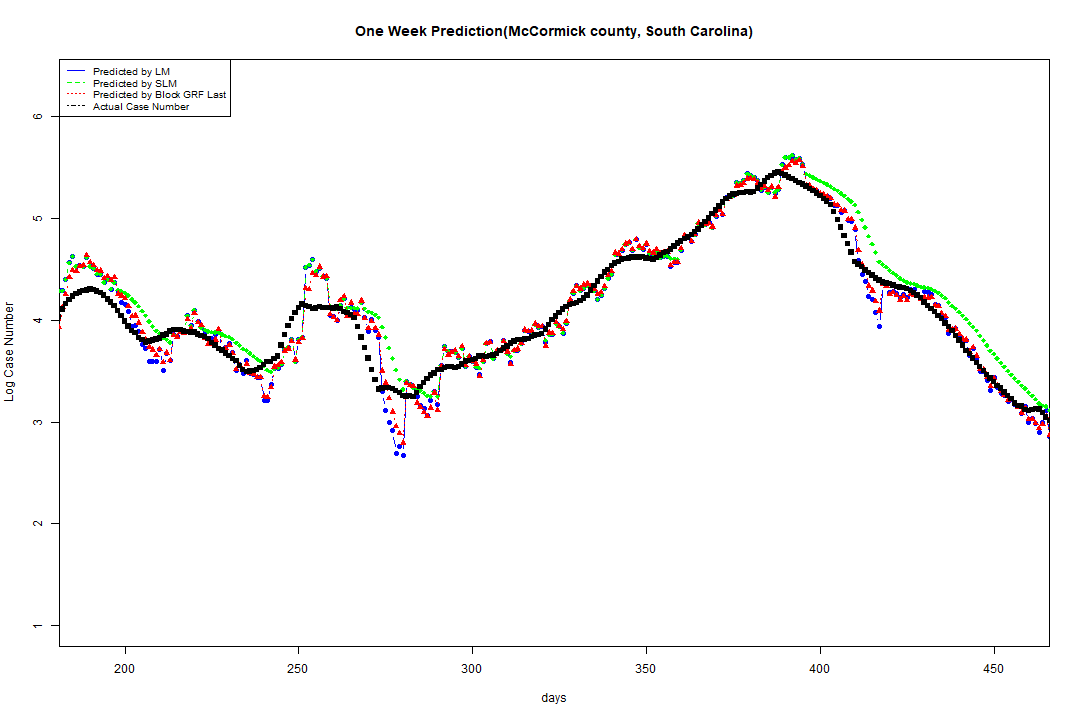 One Week Prediction(McCormick county, South Carolina)
Predicted by LM
Predicted by SLM
Predicted by Block GRF Last
Actual Case Number
6
5
4
3
2
1
Log Case Number
200 250 300 350 400 450
days